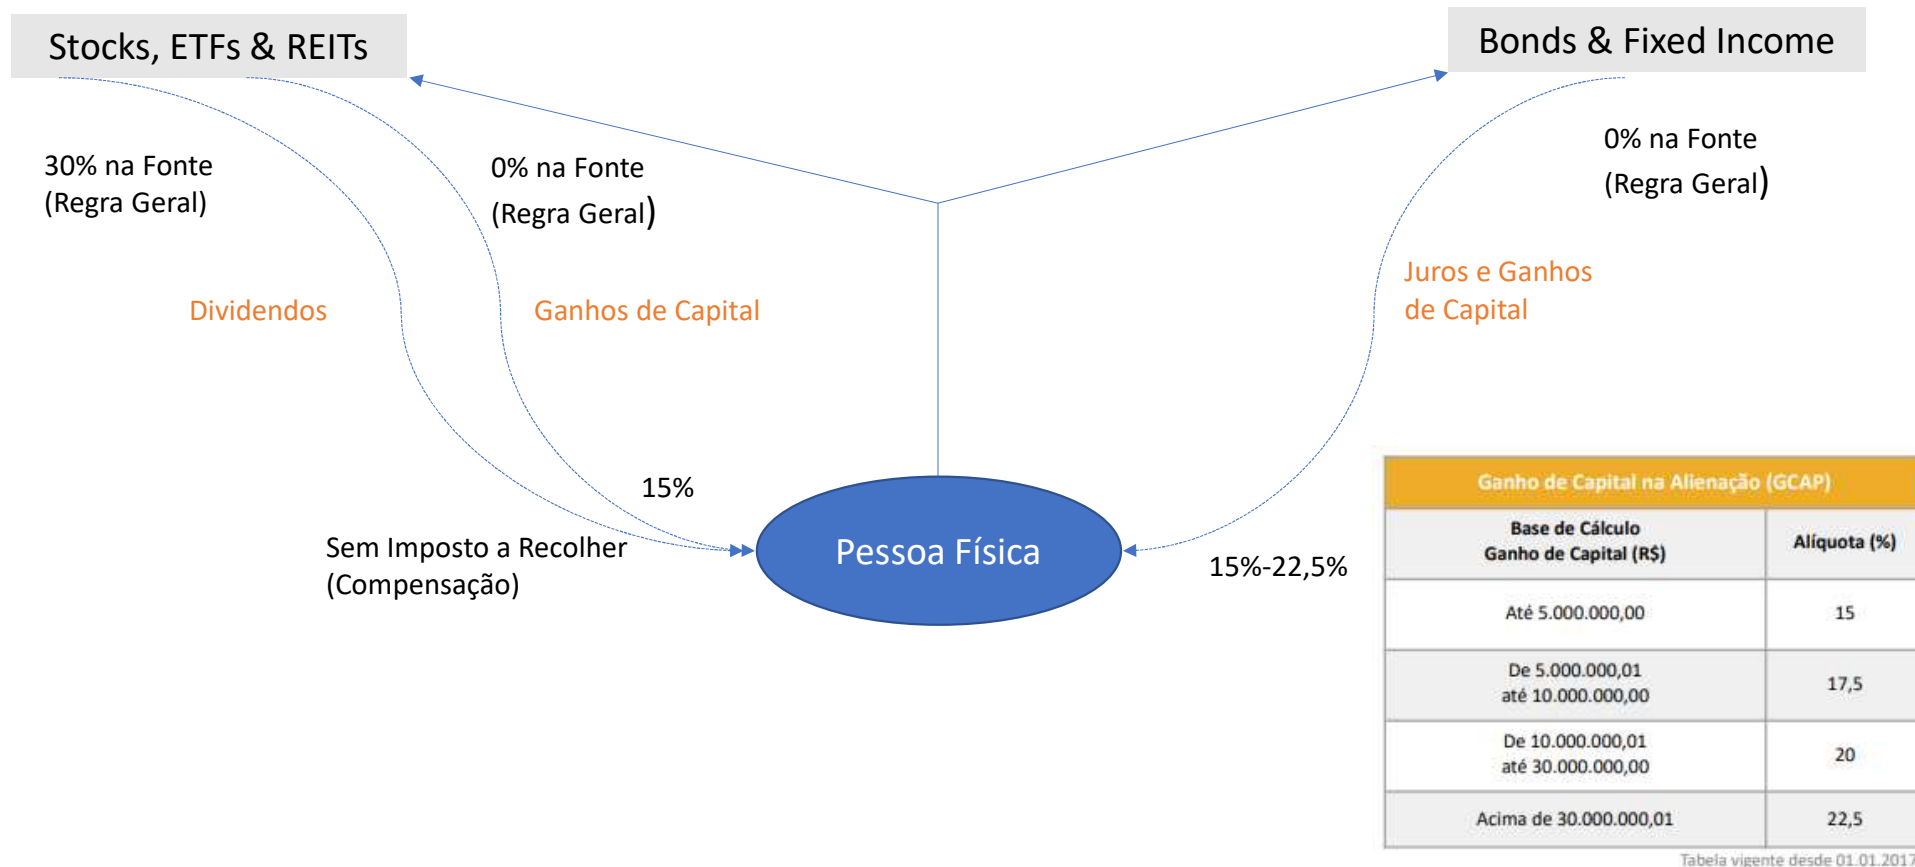 Stocks, ETFs & REITs
Bonds & Fixed Income
30% na Fonte
(Regra Geral)
0% na Fonte
(Regra Geral)
0% na Fonte
(Regra Geral)
Dividendos
Ganhos de Capital
Juros e Ganhos
de Capital
15%
Sem Imposto a Recolher
(Compensação)
Pessoa Física
15%-22,5%
Ganho de Capital na Alienação (GCAP)
Base de Cálculo
Ganho de Capital (R$)
Alíquota (%)
Até 5.000.000,00
15
De 5.000.000,01
até 10.000.000,00
17,5
De 10.000.000,01
até 30.000.000,00
20
Acima de 30.000.000,01
22,5
Tabela vigente desde 01.01.2017